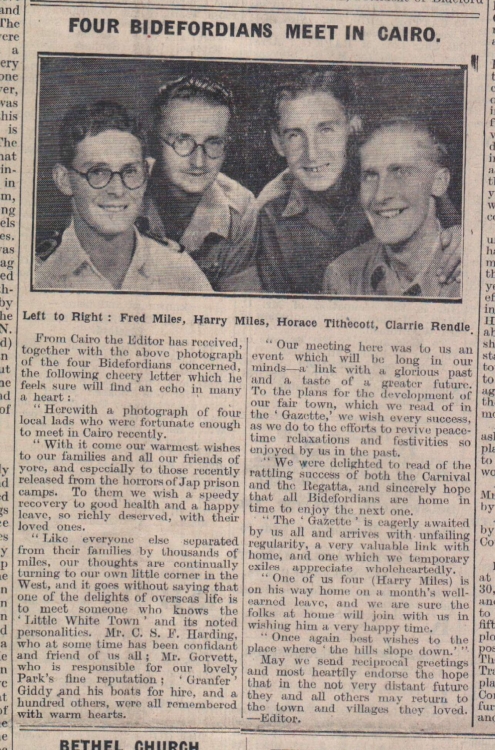 FOUR BIDEFORDIANS MEET IN CAIRO.
Left to Right : Fred Miles, Harry Miles, Horace Tithecott, Clarrie Rendle.
From Cairo the Editor has received,
together with the above photograph
of the four Bidefordians concerned,
the following cheery letter which he
feels sure will find an echo in many
a heart :
" Herewith a photograph of four
local lads who were fortunate enough
to meet in Cairo recently.
" With it come our warmest wishes
to our families and all our friends of
yore, and especially to those recently
released from the horrors of Jap prison
camps. To them we wish a speedy
recovery to good health and a happy
leave, so richly deserved, with their
loved ones.
" Like everyone else separated
from their families by thousands of
miles, our thoughts are continually
turning to our own little corner in the
West, and it goes without saying that
one of the delights of overseas life is
to meet someone who knows the
' Little White Town ' and its noted
personalities. Mr. C. S. F. Harding,
who at some time has been confidant
and friend of us all ; Mr. Gorvett,
who is responsible for our lovely
Park's fine reputation ; ' Granfer '
Giddy and his boats for hire, and a
hundred others, were all remembered
with warm hearts.
" Our meeting here was to us an
event which will be long in our
minds—a link with a glorious past
and a taste of a greater future.
To the plans for the development of
our fair town, which we read of in
the ' Gazette,' we wish every success,
as we do to the efforts to revive peace-
time relaxations and festivities so
enjoyed by us in the past.
" We were delighted to read of the
rattling success of both the Carnival
and the Regatta, and sincerely hope
that all Bidefordians are home in
time to enjoy the next one.
" The ' Gazette ' is eagerly awaited
by us all and arrives with unfailing
regularity, a very valuable link with
home, and one which we temporary
exiles appreciate wholeheartedly.
" One of us four (Harry Miles) is
on his way home on a month's well-
earned leave, and we are sure the
folks at home will join with us in
wishing him a very happy time.
" Once again best wishes to the
place where ' the hills slope down.' "
May we send reciprocal greetings
and most heartily endorse the hope
that in the not very distant future
they and all others may return to
the town and villages they loved.
—Editor.
BETHEL CHURCH